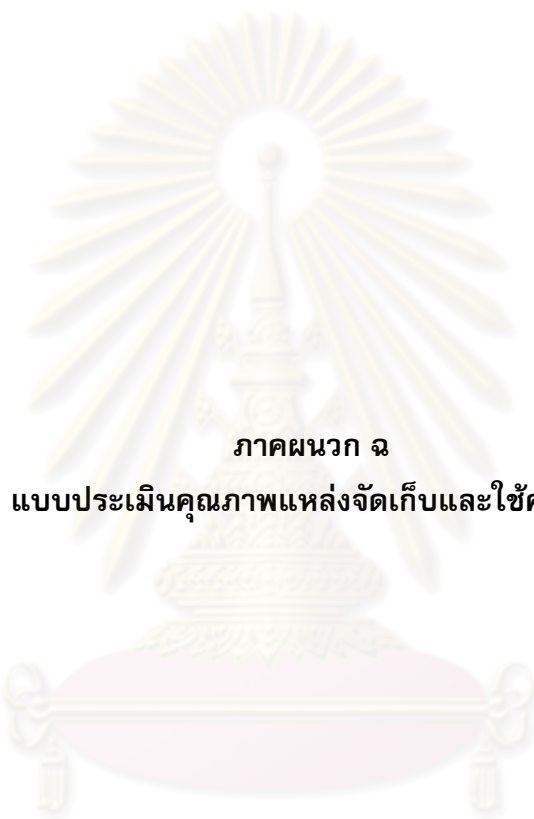 ภาคผนวก ฉ
แบบประเมินคุณภาพแหล่งจัดเก็บและใช้